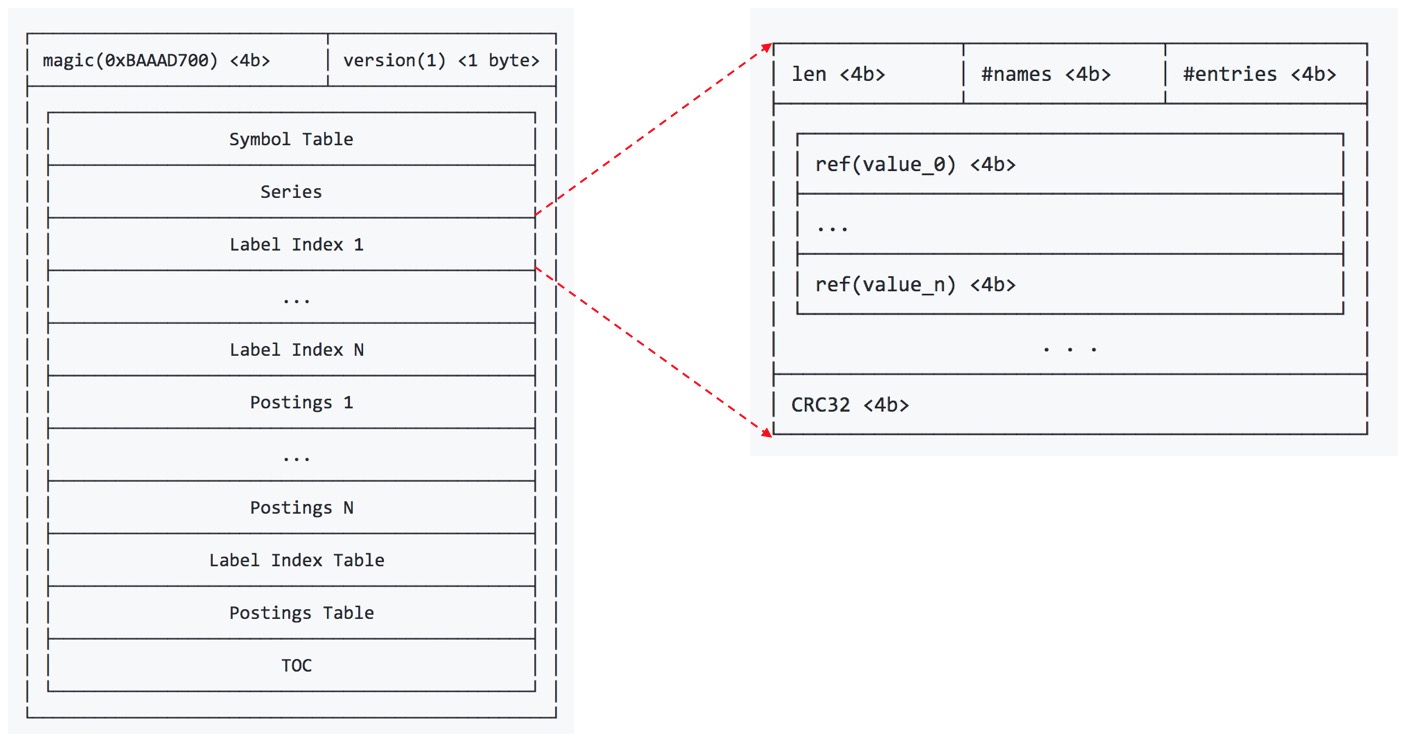 magic(0xBAAAD700) <4b>
version(1) <1 byte>
Symbol Table
Series
Label Index 1
...
Label Index N
Postings 1
...
Postings N
Label Index Table
Postings Table
TOC
len <4b>
#names <4b>
#entries <4b>
ref(value_0) <4b>
...
ref(value_n) <4b>
. . .
CRC32 <4b>